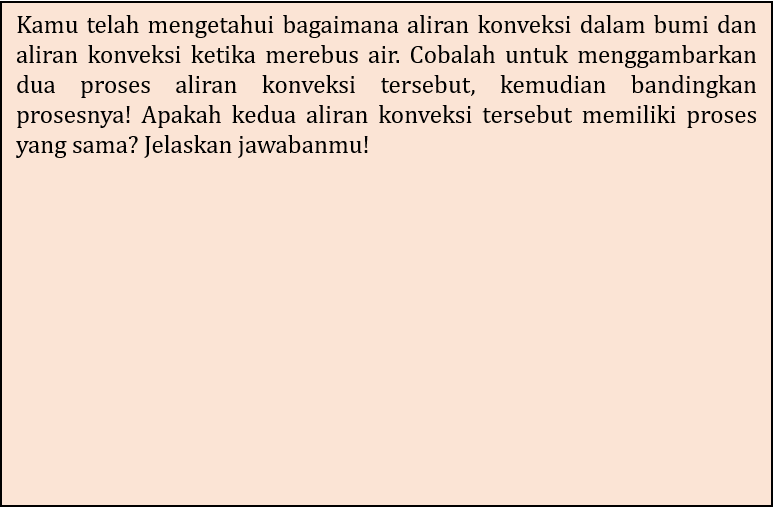 Kamu telah mengetahui bagaimana aliran konveksi dalam bumi dan
aliran konveksi ketika merebus air. Cobalah untuk menggambarkan
dua proses aliran konveksi tersebut, kemudian bandingkan
prosesnya! Apakah kedua aliran konveksi tersebut memiliki proses
yang sama? Jelaskan jawabanmu!